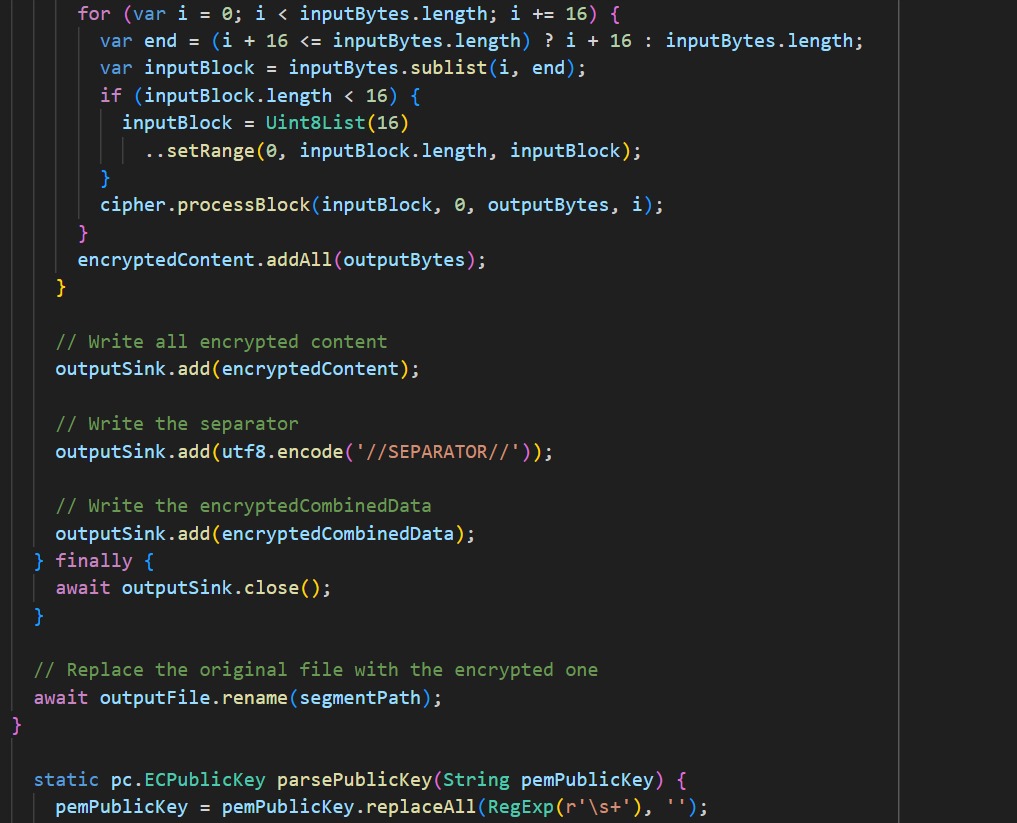 for (var i = 0; i < inputBytes.length; i += 16) {
var end = (i + 16 <= inputBytes.length) ? i + 16 : inputBytes.length;
var inputBlock = inputBytes.sublist(i, end);
if (inputBlock.length < 16) {
inputBlock = Uint8List(16)
..setRange(0, inputBlock.length, inputBlock);
}
cipher.processBlock(inputBlock, 0, outputBytes, i);
}
encryptedContent.addAll(outputBytes);
}
// Write all encrypted content
outputSink.add(encryptedContent);
// Write the separator
outputSink.add(utf8.encode('//SEPARATOR//'));
// Write the encryptedCombinedData
outputSink.add(encryptedCombinedData);
} finally {
await outputSink.close();
}
// Replace the original file with the encrypted one
await outputFile.rename(segmentPath);
}
static pc.ECPublicKey parsePublicKey(String pemPublicKey) {
pemPublicKey = pemPublicKey.replaceAll(RegExp(r'\s+'), '');